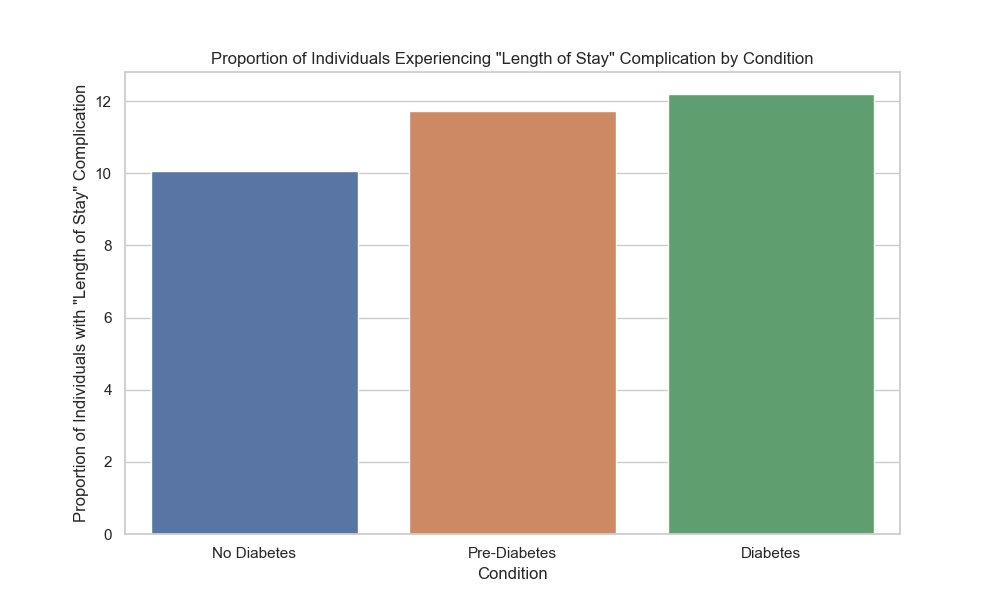 Proportion of Individuals Experiencing "Length of Stay" Complication by Condition
Proportion of Individuals with "Length of Stay" Complication
12
10
8
6
4
2
0
No Diabetes
Pre-Diabetes
Diabetes
Condition